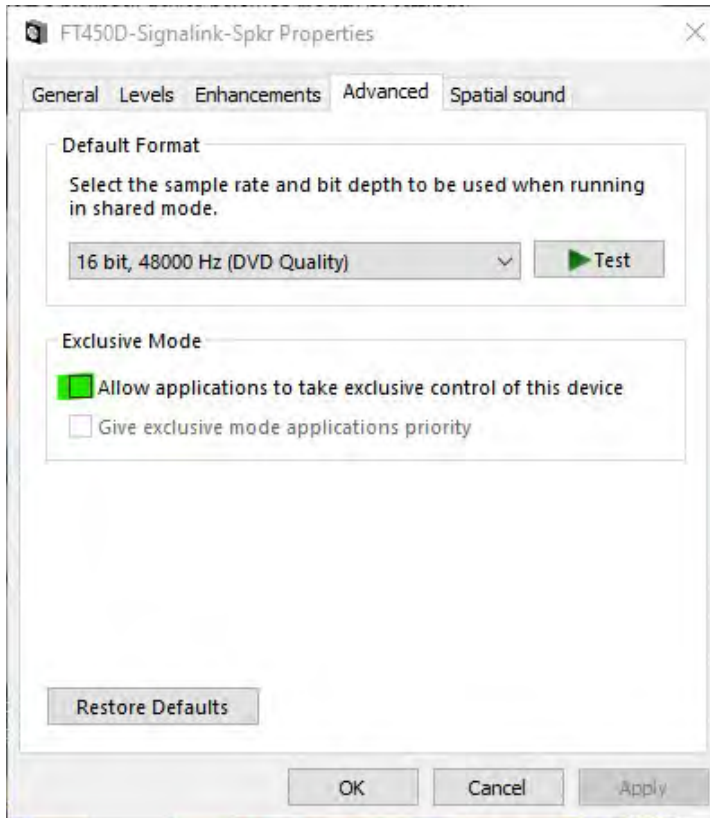 FT450D-Signalink-Spkr Properties
General Levels Enhancements Advanced Spatial sound
Default Format
Select the sample rate and bit depth to be used when running
in shared mode.
16 bit, 48000 Hz (DVD Quality)
Test
Exclusive Mode
Allow applications to take exclusive control of this device
Give exclusive mode applications priority
Restore Defaults
OK Cancel Apply